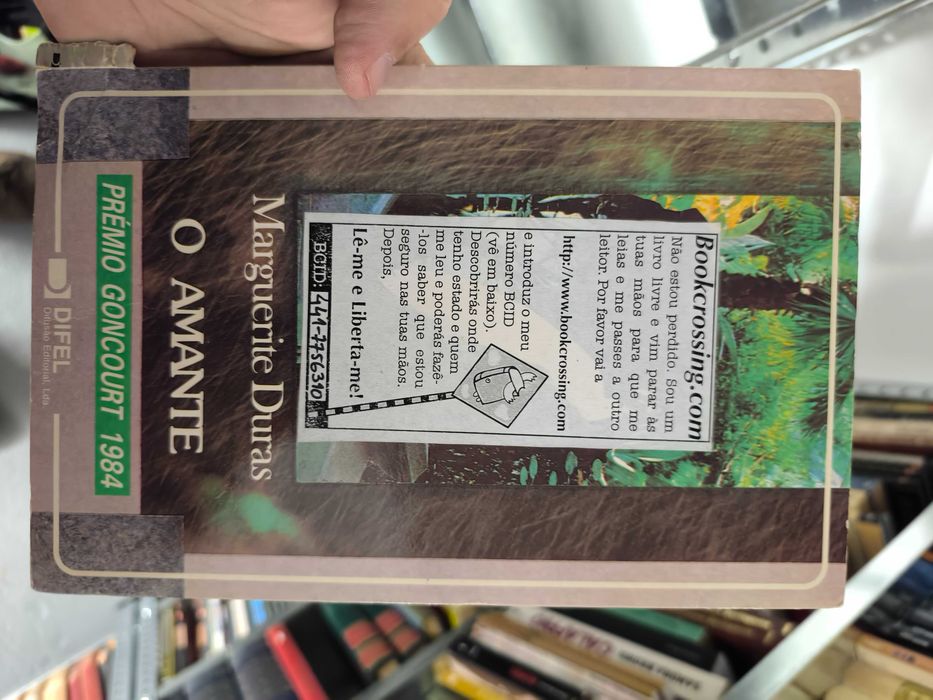 Bookcrossing.com
Não estou perdido. Sou um
livro livre e vim parar às
tuas mãos para que me
leias e me passes a outro
leitor. Por favor vai a
http://www.bookcrossing.com
e introduz o meu
número BCID
(vê em baixo).
Descobrirás onde
tenho estado e quem
me leu e poderás fazê-
-los saber que estou
seguro nas tuas mãos.
Depois,
Lê-me e Liberta-me!
BCID: 441-7756310
Marguerite Duras
O AMANTE
PRÉMIO GONCOURT 1984
DIFEL
Difusão Editorial, Lda.